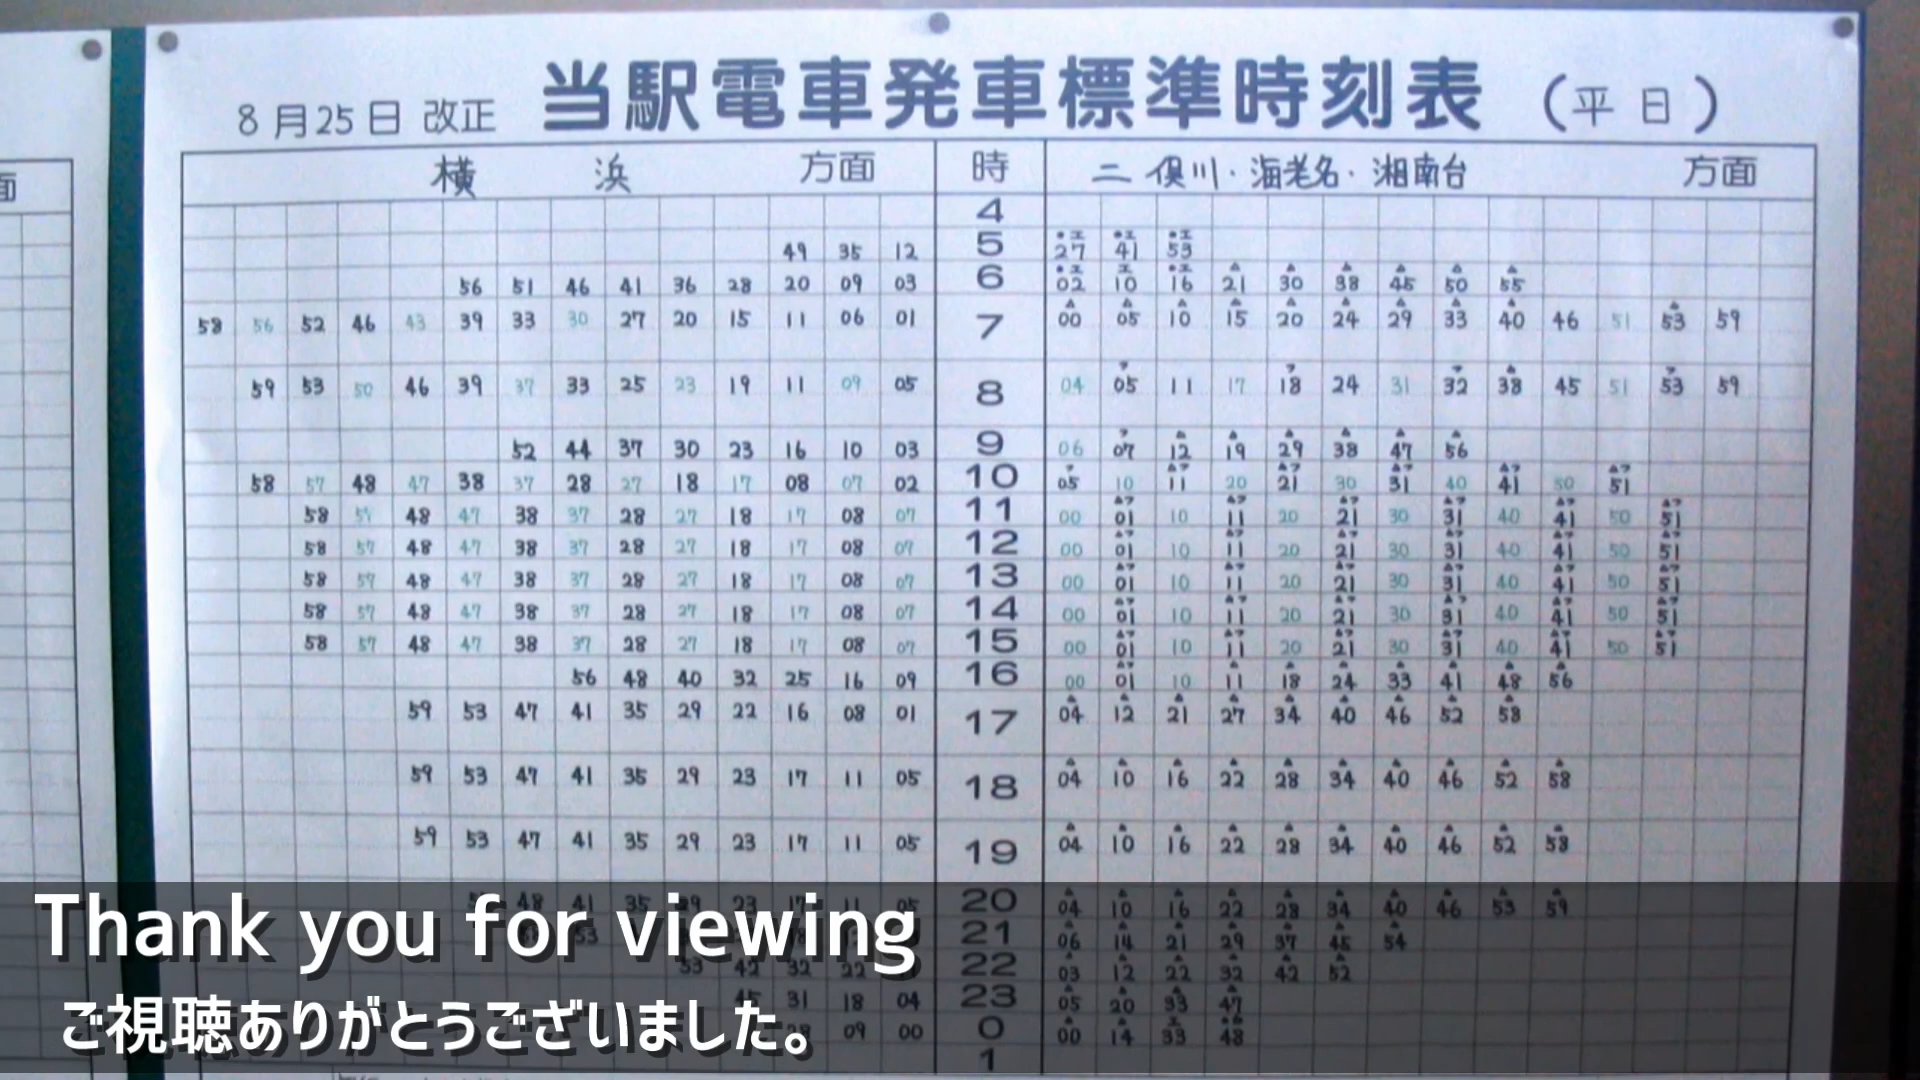 8月25日 改正 当駅電車発車標準時刻表 (平日)
面 横浜 方面 時 二俣川・海老名・湘南台 方面
4
49 35 12 5 27 41 53
56 51 46 41 36 28 20 09 03 6 02 10 16 21 30 38 45 50 55
58 56 52 46 43 39 33 30 27 20 15 11 06 01 7 00 05 10 15 20 24 29 33 40 46 51 53 59
59 53 50 46 39 37 33 25 23 19 11 09 05 8 04 05 11 17 18 24 31 32 38 45 51 53 59
52 44 37 30 23 16 10 03 9 06 07 12 19 29 38 47 56
58 57 48 47 38 37 28 27 18 17 08 07 02 10 05 10 11 20 21 30 31 40 41 50 51
58 57 48 47 38 37 28 27 18 17 08 07 11 00 01 10 11 20 21 30 31 40 41 50 51
58 57 48 47 38 37 28 27 18 17 08 07 12 00 01 10 11 20 21 30 31 40 41 50 51
58 57 48 47 38 37 28 27 18 17 08 07 13 00 01 10 11 20 21 30 31 40 41 50 51
58 57 48 47 38 37 28 27 18 17 08 07 14 00 01 10 11 20 21 30 31 40 41 50 51
58 57 48 47 38 37 28 27 18 17 08 07 15 00 01 10 11 20 21 30 31 40 41 50 51
56 48 40 32 25 16 09 16 00 01 10 11 18 24 33 41 48 56
59 53 47 41 35 29 22 16 08 01 17 04 12 21 27 34 40 46 52 58
59 53 47 41 35 29 23 17 11 05 18 04 10 16 22 28 34 40 46 52 58
59 53 47 41 35 29 23 17 11 05 19 04 10 16 22 28 34 40 46 52 58
48 41 35 29 23 17 11 05 20 04 10 16 22 28 34 40 46 53 59
53 21 06 14 21 29 37 45 54
53 42 32 22 22 03 12 22 32 42 52
45 31 18 04 23 05 20 33 47
09 00 0 00 14 33 48
1
Thank you for viewing
ご視聴ありがとうございました。